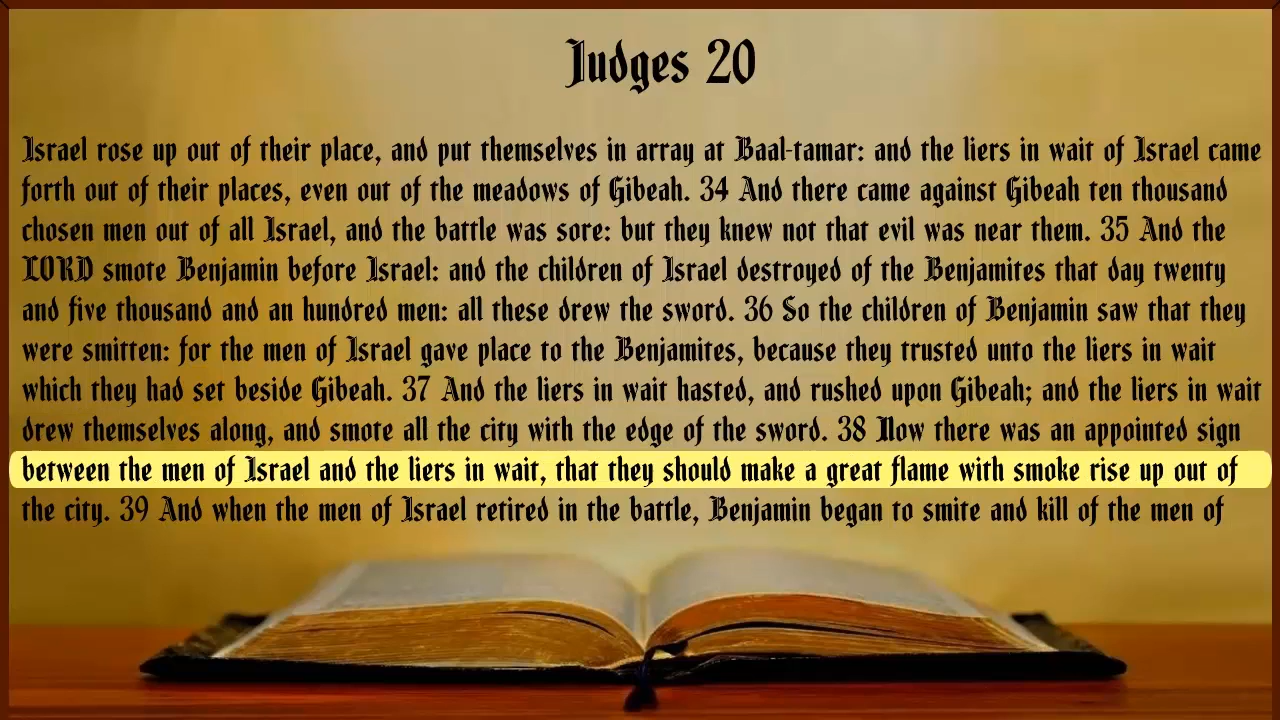 Judges 20
Israel rose up out of their place, and put themselves in array at Baal-tamar: and the liers in wait of Israel came
forth out of their places, even out of the meadows of Gibeah. 34 And there came against Gibeah ten thousand
chosen men out of all Israel, and the battle was sore: but they knew not that evil was near them. 35 And the
LORD smote Benjamin before Israel: and the children of Israel destroyed of the Benjamites that day twenty
and five thousand and an hundred men: all these drew the sword. 36 So the children of Benjamin saw that they
were smitten: for the men of Israel gave place to the Benjamites, because they trusted unto the liers in wait
which they had set beside Gibeah. 37 And the liers in wait hasted, and rushed upon Gibeah; and the liers in wait
drew themselves along, and smote all the city with the edge of the sword. 38 Now there was an appointed sign
between the men of Israel and the liers in wait, that they should make a great flame with smoke rise up out of
the city. 39 And when the men of Israel retired in the battle, Benjamin began to smite and kill of the men of